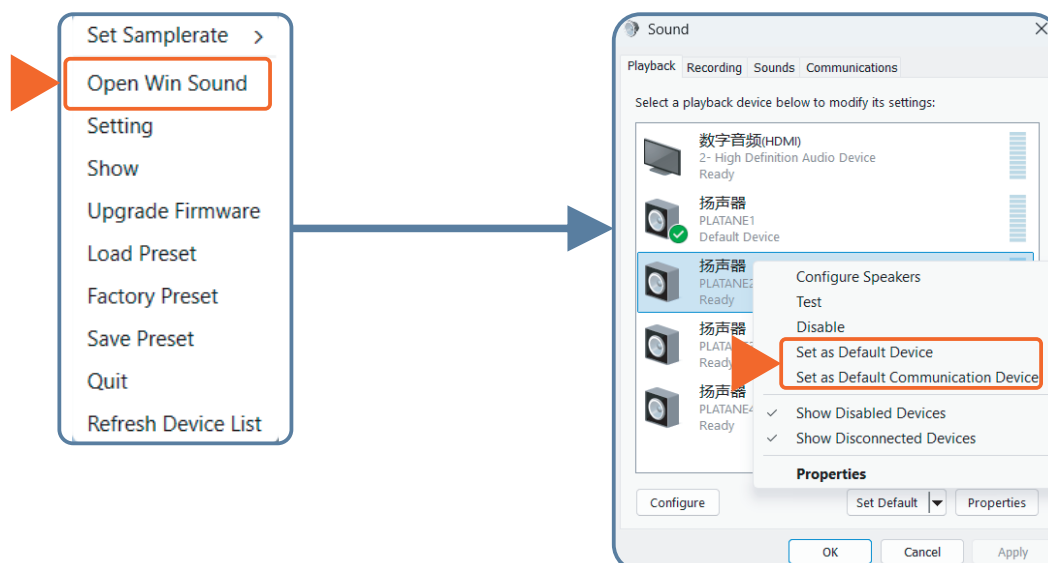 Set Samplerate >
Open Win Sound
Setting
Show
Upgrade Firmware
Load Preset
Factory Preset
Save Preset
Quit
Refresh Device List
Sound
Playback Recording Sounds Communications
Select a playback device below to modify its settings:
数字音频(HDMI)
2- High Definition Audio Device
Ready
扬声器
PLATANE1
Default Device
扬声器
PLATANE2
Ready
扬声器
Ready
扬声器
PLATANE4
Ready
Configure Speakers
Test
Disable
Set as Default Device
Set as Default Communication Device
Show Disabled Devices
Show Disconnected Devices
Properties
Configure Set Default Properties
OK Cancel Apply